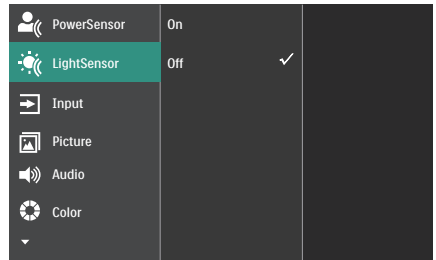 PowerSensor
On
LightSensor
Off
Input
Picture
Audio
Color